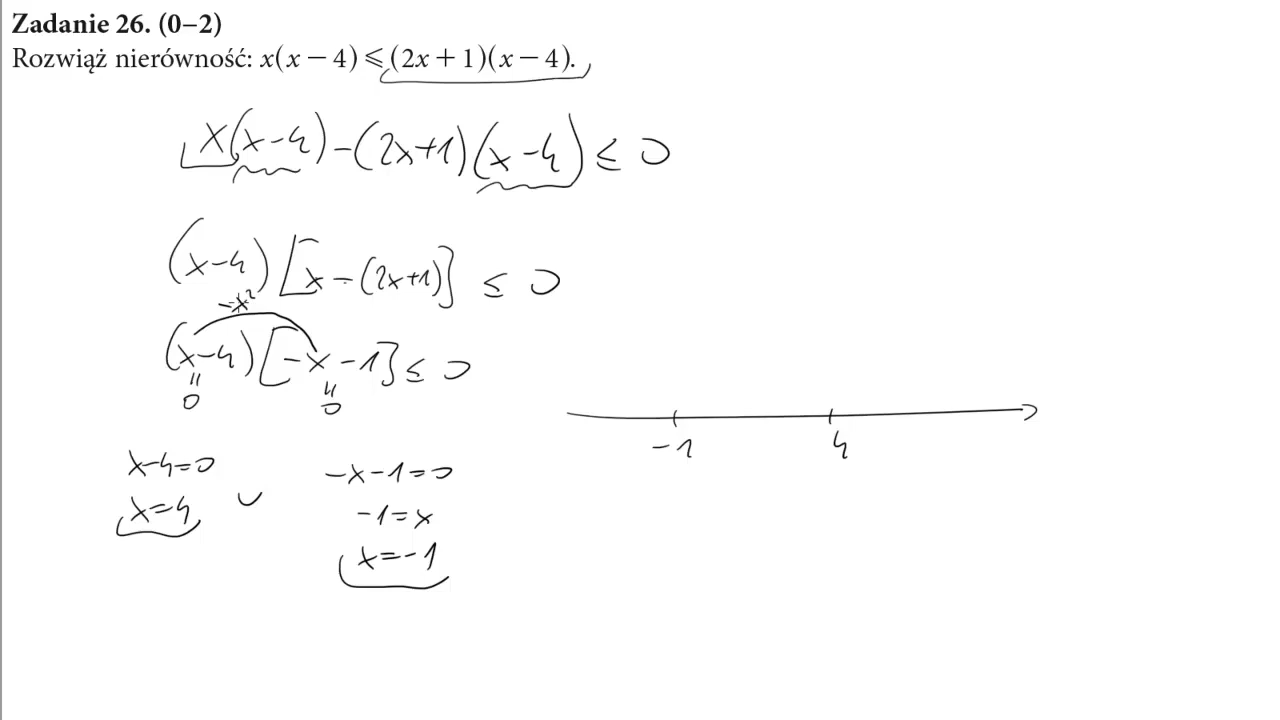 Zadanie 26. (0–2)
Rozwiąż nierówność: x(x − 4) ⩽ (2x + 1)(x − 4).
x(x−4)−(2x+1)(x−4) ≤ 0
(x−4)[x−(2x+1)] ≤ 0
−x²
(x−4)[−x−1] ≤ 0
=
0
=
0
−1
4
x−4=0
−x−1=0
x=4
∨
−1=x
x=−1